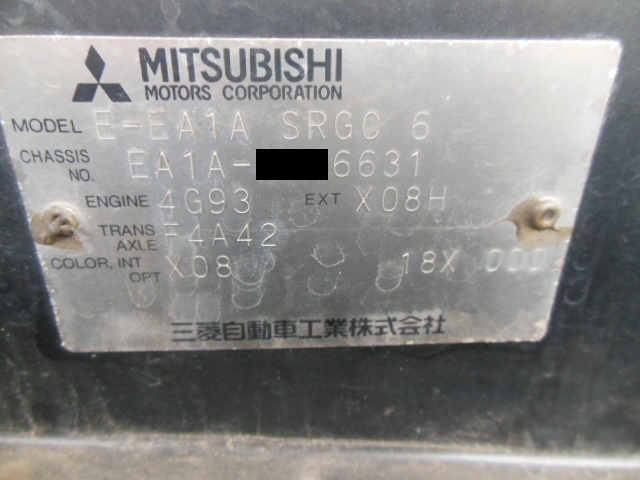 MITSUBISHI
MOTORS CORPORATION
MODEL E-EA1A SRGC 6
CHASSIS NO. EA1A- 6631
ENGINE 4G93 EXT X08H
TRANS AXLE F4A42
COLOR, INT OPT X08 18X 000
三菱自動車工業株式会社